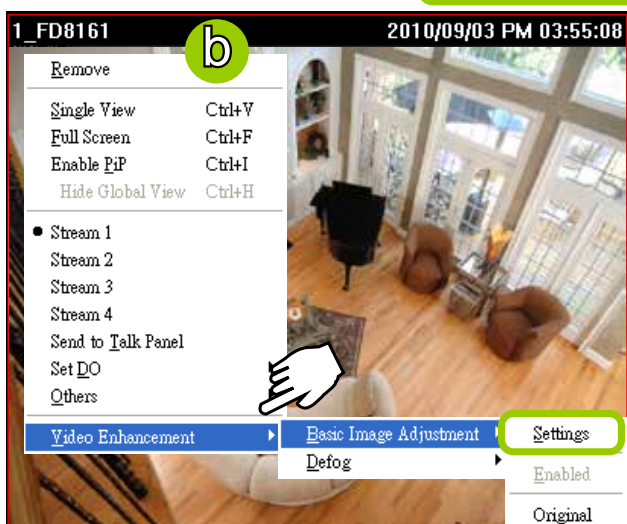 1_FD8161 2010/09/03 PM 03:55:08
b
Remove
Single View Ctrl+V
Full Screen Ctrl+F
Enable PiP Ctrl+I
Hide Global View Ctrl+H
Stream 1
Stream 2
Stream 3
Stream 4
Send to Talk Panel
Set DO
Others
Video Enhancement
Basic Image Adjustment
Defog
Settings
Enabled
Original